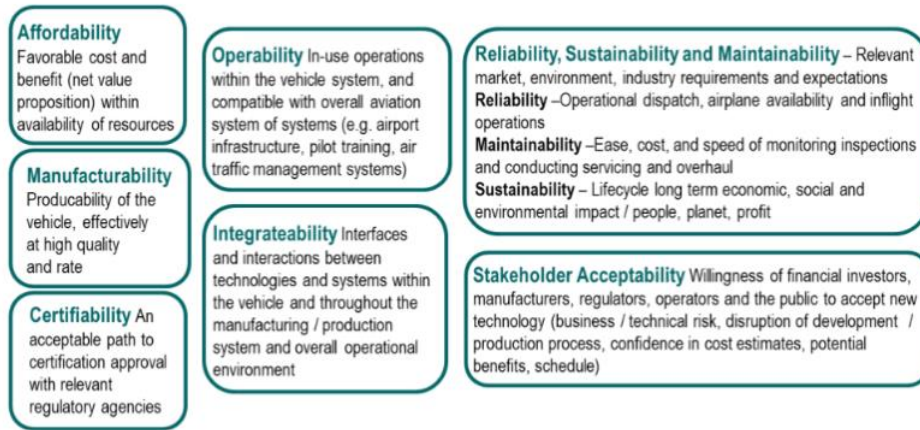 Affordability
Favorable cost and
benefit (net value
proposition) within
availability of resources
Manufacturability
Producability of the
vehicle, effectively
at high quality
and rate
Certifiability An
acceptable path to
certification approval
with relevant
regulatory agencies
Operability In-use operations
within the vehicle system, and
compatible with overall aviation
system of systems (e.g. airport
infrastructure, pilot training, air
traffic management systems)
Integrateability Interfaces
and interactions between
technologies and systems within
the vehicle and throughout the
manufacturing / production
system and overall operational
environment
Reliability, Sustainability and Maintainability – Relevant
market, environment, industry requirements and expectations
Reliability –Operational dispatch, airplane availability and inflight
operations
Maintainability –Ease, cost, and speed of monitoring inspections
and conducting servicing and overhaul
Sustainability – Lifecycle long term economic, social and
environmental impact / people, planet, profit
Stakeholder Acceptability Willingness of financial investors,
manufacturers, regulators, operators and the public to accept new
technology (business / technical risk, disruption of development /
production process, confidence in cost estimates, potential
benefits, schedule)